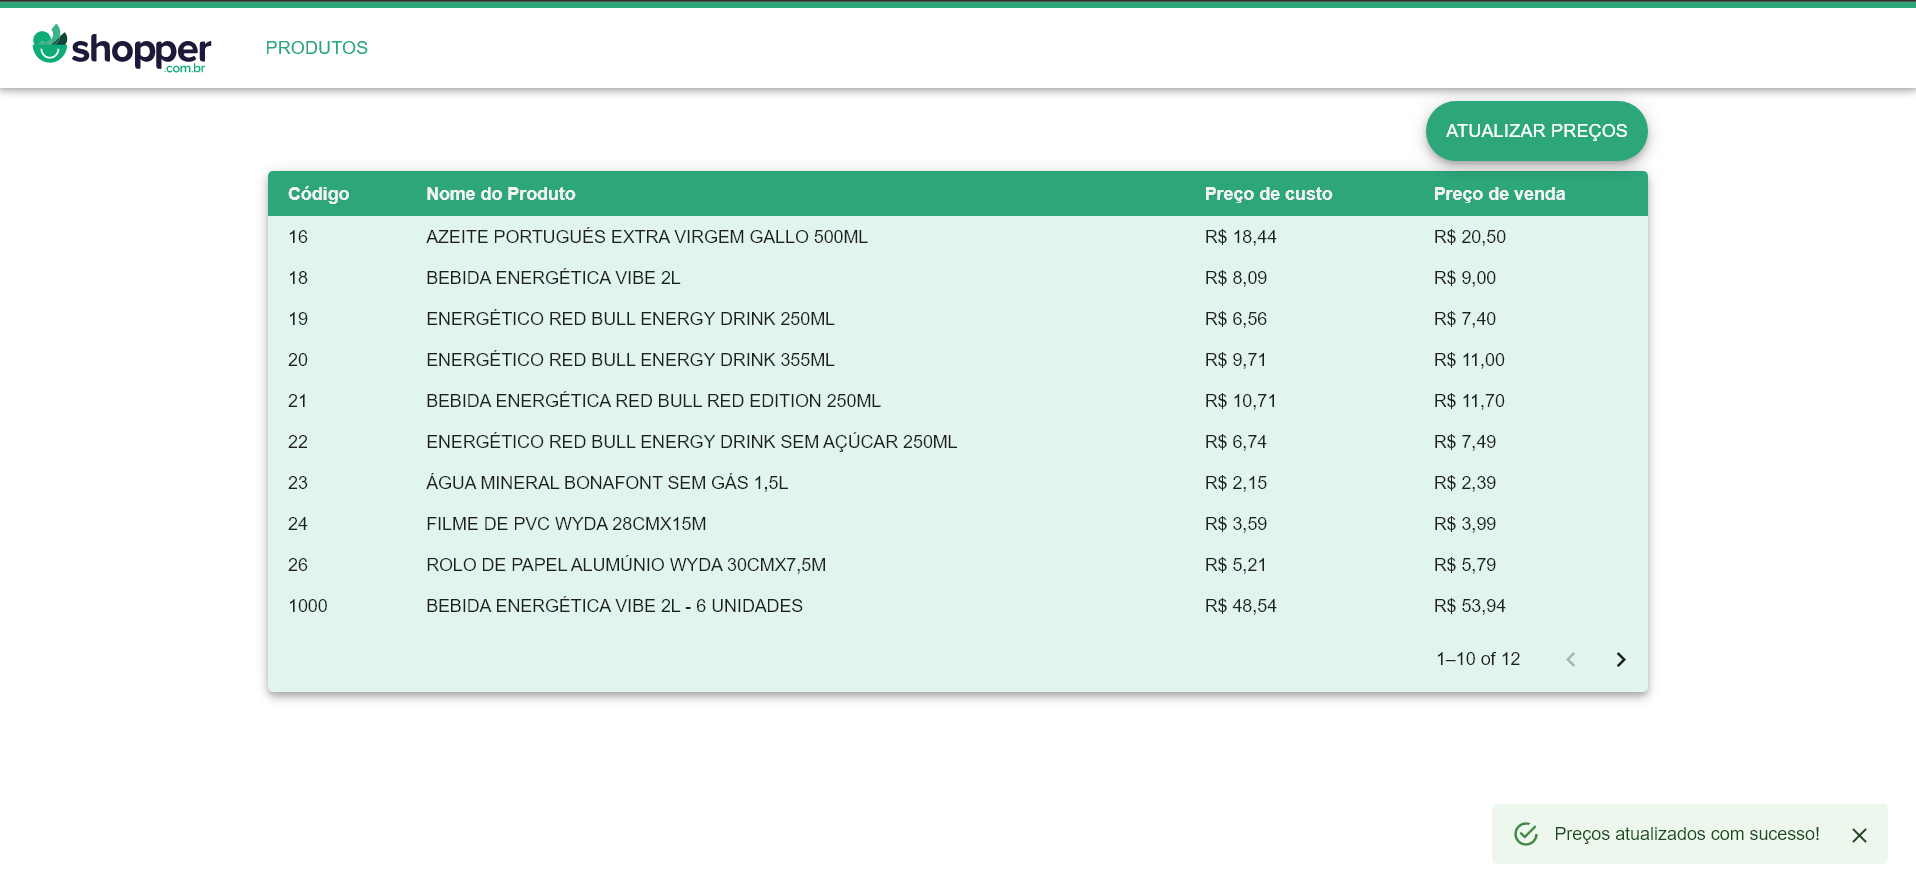 shopper
.com.br
PRODUTOS
ATUALIZAR PREÇOS
Código Nome do Produto Preço de custo Preço de venda
16 AZEITE PORTUGUÊS EXTRA VIRGEM GALLO 500ML R$ 18,44 R$ 20,50
18 BEBIDA ENERGÉTICA VIBE 2L R$ 8,09 R$ 9,00
19 ENERGÉTICO RED BULL ENERGY DRINK 250ML R$ 6,56 R$ 7,40
20 ENERGÉTICO RED BULL ENERGY DRINK 355ML R$ 9,71 R$ 11,00
21 BEBIDA ENERGÉTICA RED BULL RED EDITION 250ML R$ 10,71 R$ 11,70
22 ENERGÉTICO RED BULL ENERGY DRINK SEM AÇÚCAR 250ML R$ 6,74 R$ 7,49
23 ÁGUA MINERAL BONAFONT SEM GÁS 1,5L R$ 2,15 R$ 2,39
24 FILME DE PVC WYDA 28CMX15M R$ 3,59 R$ 3,99
26 ROLO DE PAPEL ALUMÚNIO WYDA 30CMX7,5M R$ 5,21 R$ 5,79
1000 BEBIDA ENERGÉTICA VIBE 2L - 6 UNIDADES R$ 48,54 R$ 53,94
1–10 of 12
Preços atualizados com sucesso!